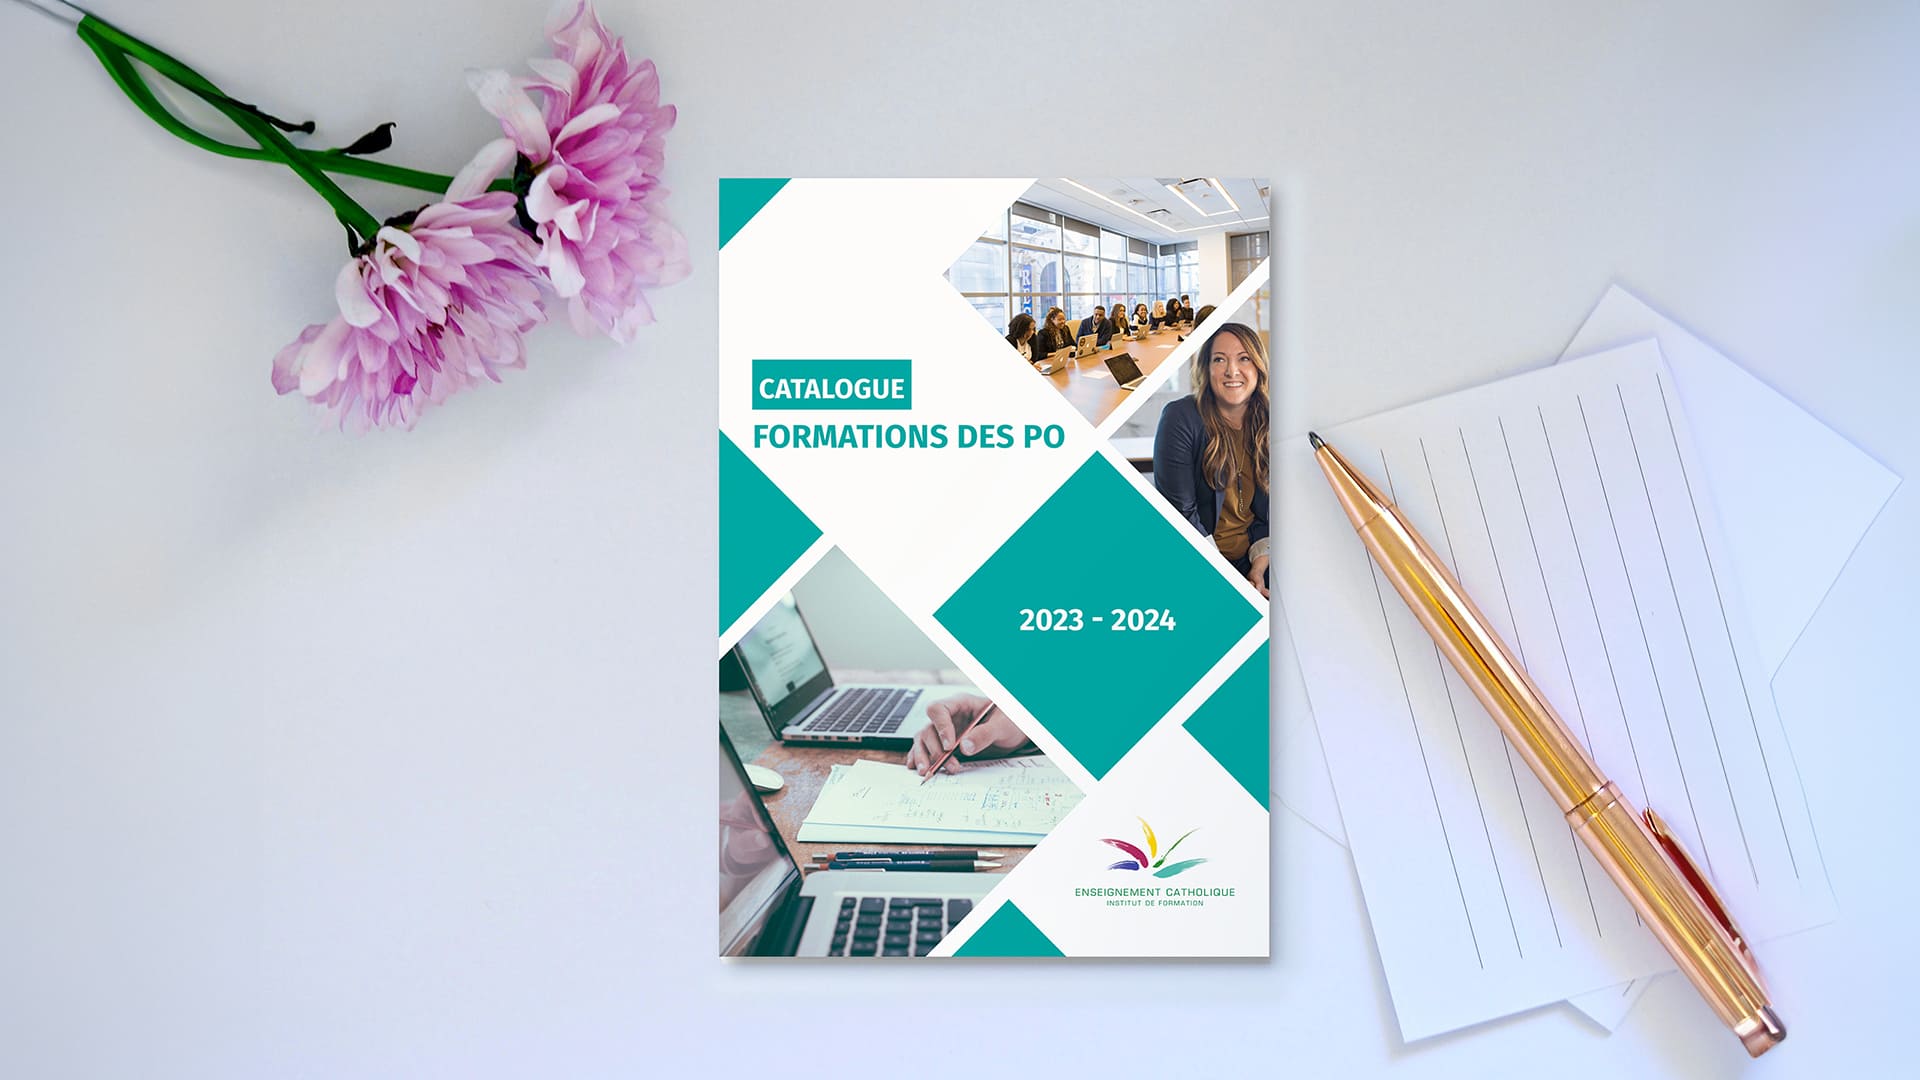 CATALOGUE
FORMATIONS DES PO
2023 - 2024
ENSEIGNEMENT CATHOLIQUE
INSTITUT DE FORMATION